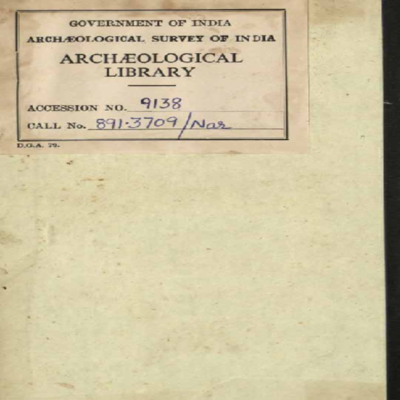 GOVERNMENT OF INDIA
ARCHÆOLOGICAL SURVEY OF INDIA
ARCHÆOLOGICAL
LIBRARY
ACCESSION NO. 9138
CALL No. 891.3709/Nar
D.G.A. 79.